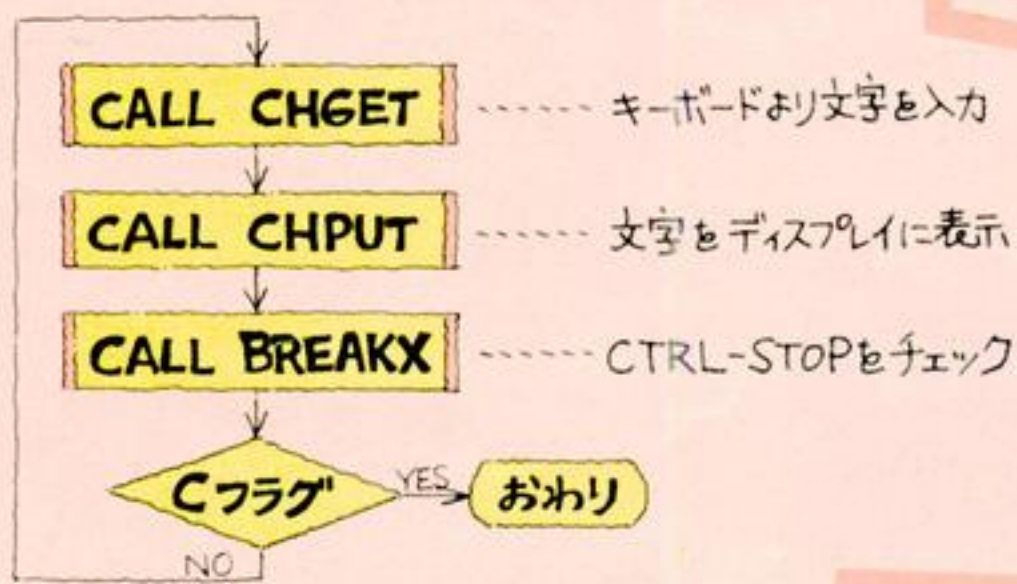 CALL CHGET ------ キーボードより文字を入力
CALL CHPUT ------ 文字をディスプレイに表示
CALL BREAKX ------ CTRL-STOPをチェック
Cフラグ YES おわり
NO